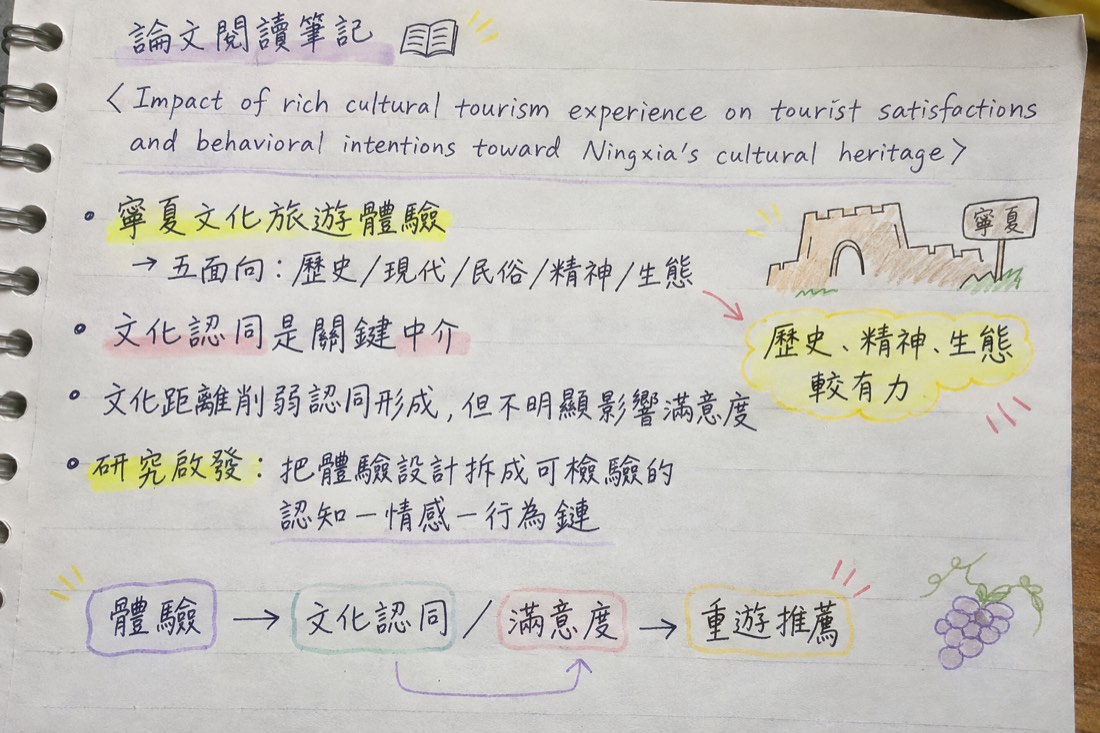 論文閱讀筆記
〈Impact of rich cultural tourism experience on tourist satisfactions
and behavioral intentions toward Ningxia's cultural heritage〉
• 寧夏文化旅遊體驗
→ 五面向：歷史/現代/民俗/精神/生態
寧夏
歷史、精神、生態
較有力
• 文化認同是關鍵中介
• 文化距離削弱認同形成，但不明顯影響滿意度
• 研究啟發：把體驗設計拆成可檢驗的
認知－情感－行為鏈
體驗 → 文化認同 / 滿意度 → 重遊推薦